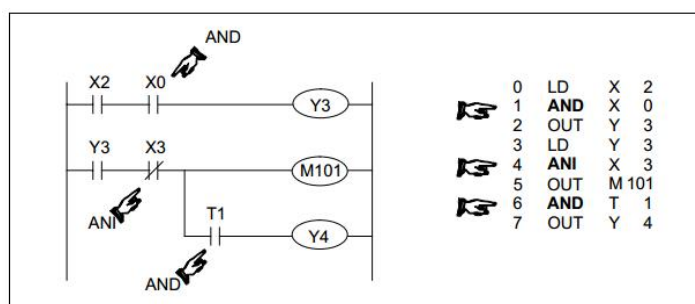 AND
X2 X0
Y3
Y3 X3
M101
ANI
T1
Y4
AND
0 LD X 2
1 AND X 0
2 OUT Y 3
3 LD Y 3
4 ANI X 3
5 OUT M 101
6 AND T 1
7 OUT Y 4